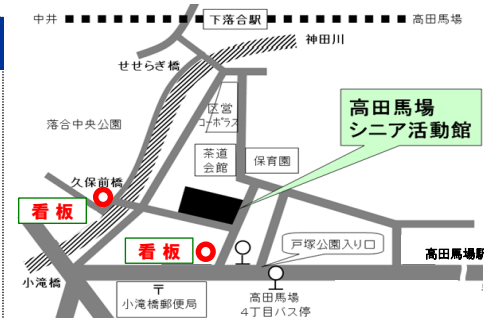 中井
下落合駅
高田馬場
神田川
せせらぎ橋
区営
コーポラス
高田馬場
シニア活動館
落合中央公園
茶道
会館
保育園
久保前橋
看板
看板
戸塚公園入り口
高田馬場駅
小滝橋
〒
小滝橋郵便局
高田馬場
4丁目バス停